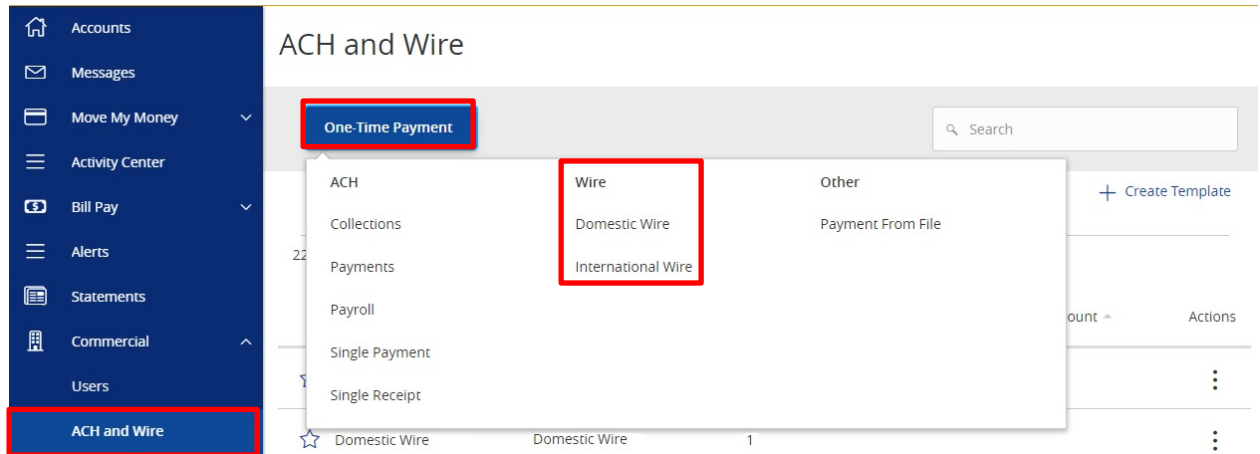 Accounts
Messages
Move My Money
Activity Center
Bill Pay
Alerts
Statements
Commercial
Users
ACH and Wire
ACH and Wire
One-Time Payment
Search
ACH
Wire
Other
Create Template
Collections
Domestic Wire
Payment From File
22
Payments
International Wire
Payroll
ount
Actions
Single Payment
Single Receipt
Domestic Wire
Domestic Wire
1